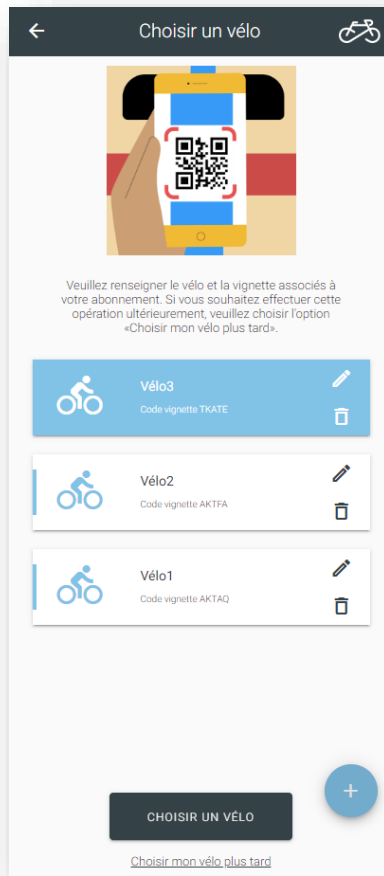 Choisir un vélo
Veuillez renseigner le vélo et la vignette associés à
votre abonnement. Si vous souhaitez effectuer cette
opération ultérieurement, veuillez choisir l'option
«Choisir mon vélo plus tard».
Vélo3
Code vignette TKATE
Vélo2
Code vignette AKTFA
Vélo1
Code vignette AKTAQ
+
CHOISIR UN VÉLO
Choisir mon vélo plus tard